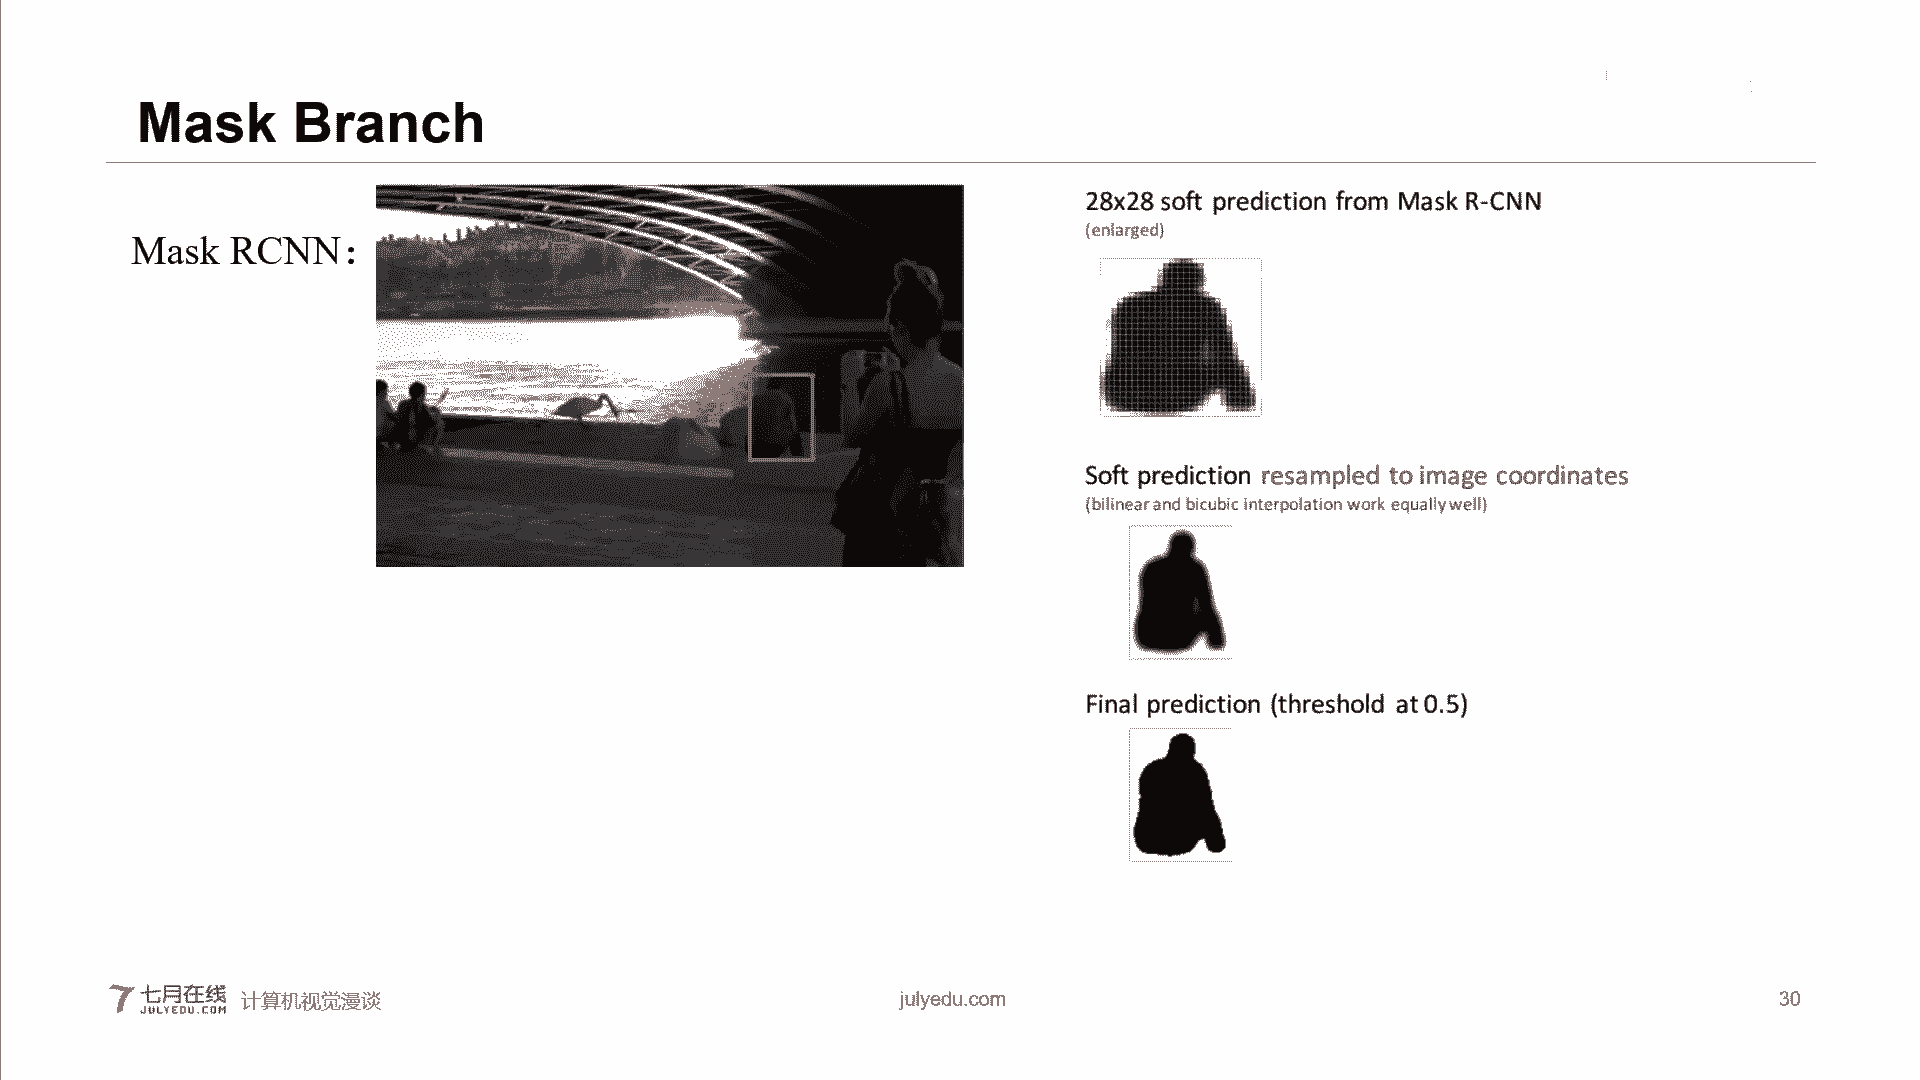 Mask Branch
Mask RCNN：
28x28 soft prediction from Mask R-CNN
(enlarged)
Soft prediction resampled to image coordinates
(bilinear and bicubic interpolation work equally well)
Final prediction (threshold at 0.5)
七月在线
JULYEDU.COM
计算机视觉漫谈
julyedu.com
30